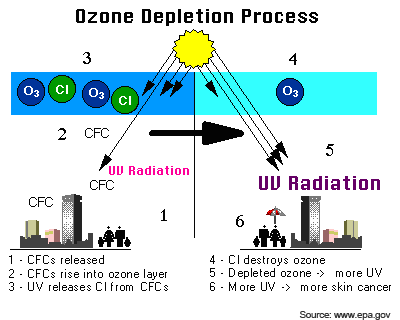 Ozone Depletion Process
3
4
O3
Cl
O3
Cl
O3
2
CFC
5
UV Radiation
CFC
UV Radiation
CFC
1
6
1 - CFCs released
2 - CFCs rise into ozone layer
3 - UV releases Cl from CFCs
4 - Cl destroys ozone
5 - Depleted ozone -> more UV
6 - More UV -> more skin cancer
Source: www.epa.gov